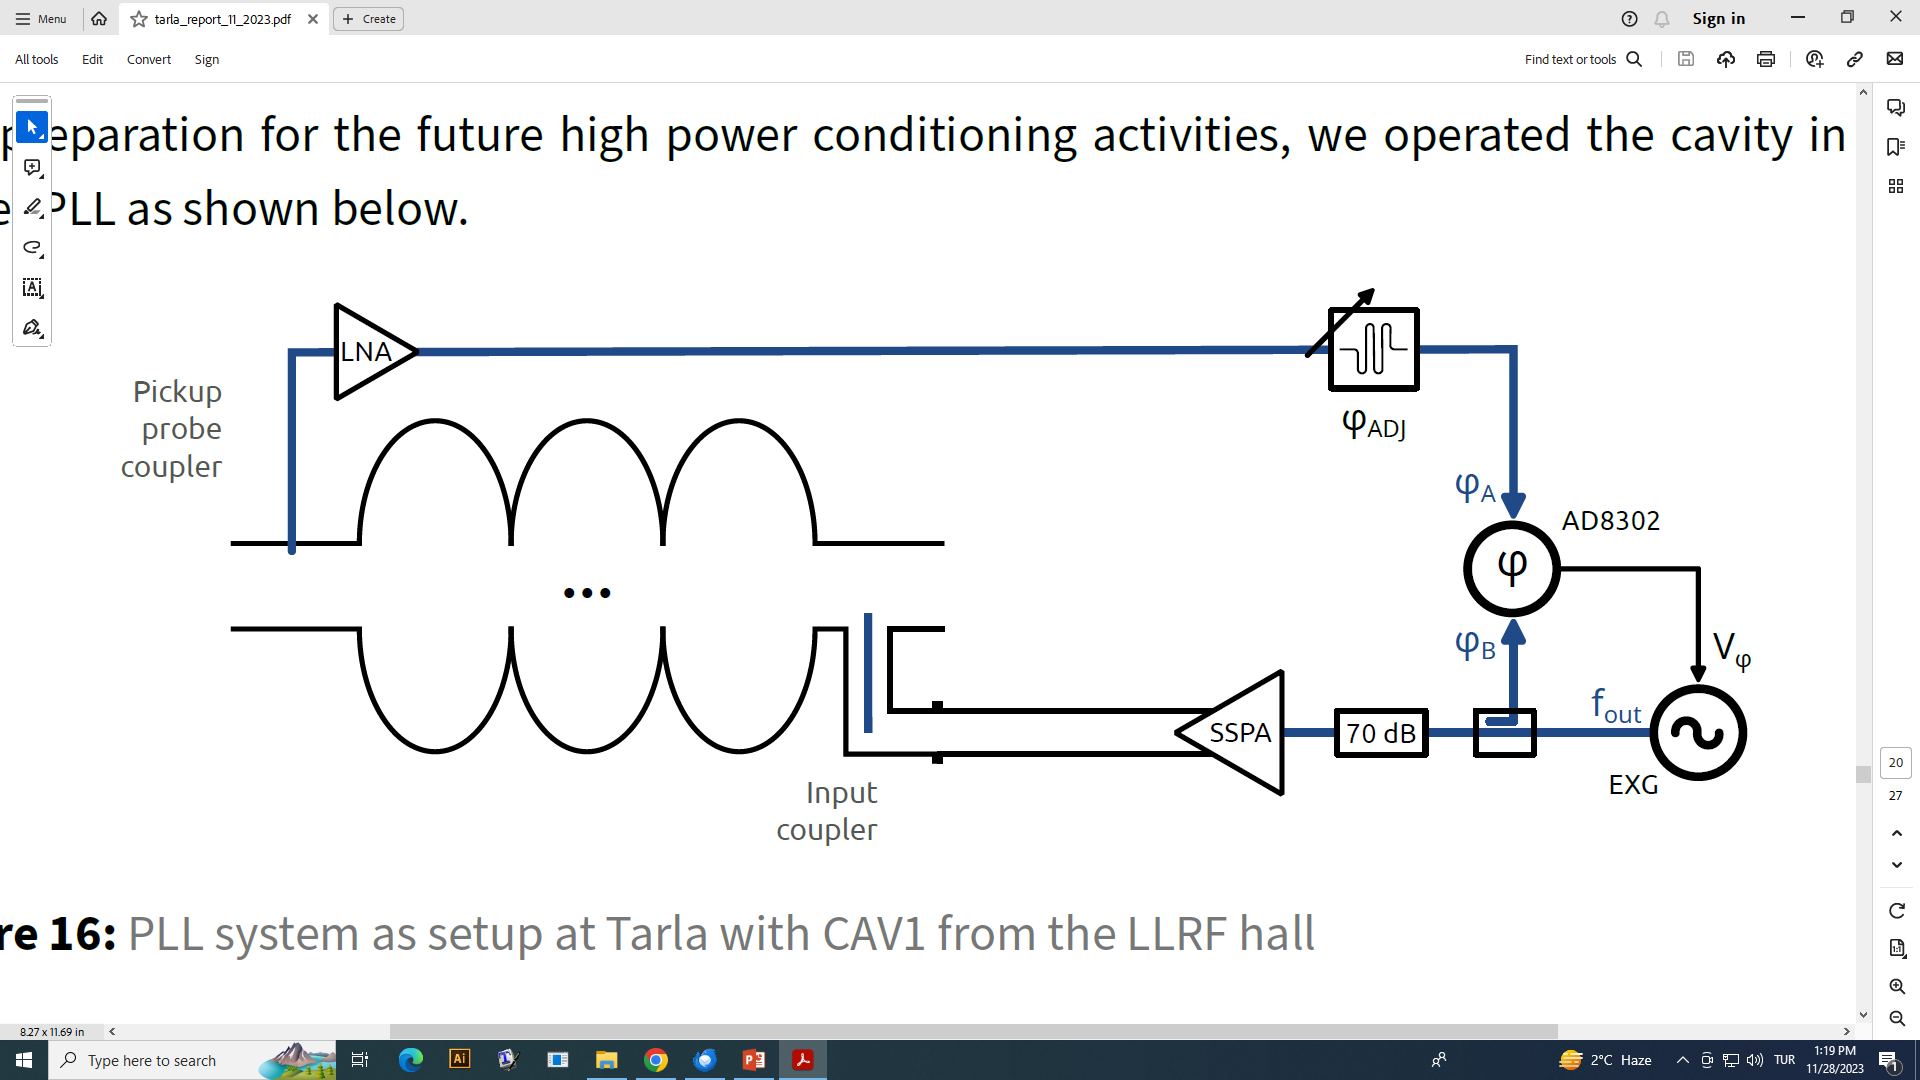 Menu
tarla_report_11_2023.pdf
Create
Sign in
All tools
Edit
Convert
Sign
Find text or tools
eparation for the future high power conditioning activities, we operated the cavity in
PLL as shown below.
LNA
Pickup
probe
coupler
φADJ
φA
AD8302
φ
φB
Vφ
fout
SSPA
70 dB
EXG
Input
coupler
re 16: PLL system as setup at Tarla with CAV1 from the LLRF hall
20
27
8.27 x 11.69 in
Type here to search
2°C Haze
TUR
1:19 PM
11/28/2023
1